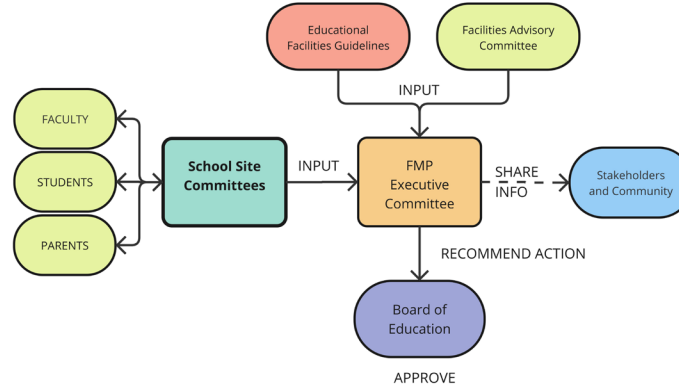 Educational
Facilities Guidelines
Facilities Advisory
Committee
INPUT
FACULTY
STUDENTS
PARENTS
School Site
Committees
INPUT
FMP
Executive
Committee
SHARE
INFO
Stakeholders
and Community
RECOMMEND ACTION
Board of
Education
APPROVE